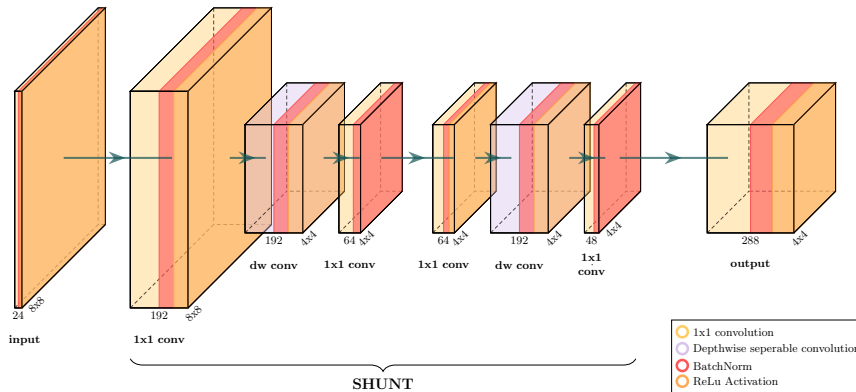 24
8x8
input
192
8x8
1x1 conv
192
4x4
dw conv
64
4x4
1x1 conv
64
4x4
1x1 conv
192
4x4
dw conv
48
4x4
1x1
conv
288
4x4
output
SHUNT
1x1 convolution
Depthwise seperable convolution
BatchNorm
ReLu Activation